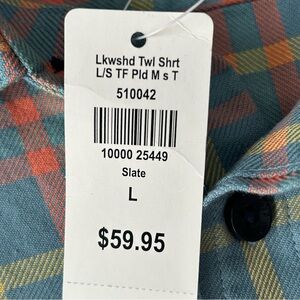 Lkwshd Twl Shrt
L/S TF Pld M s T
510042
10000 25449
Slate
L
$59.95